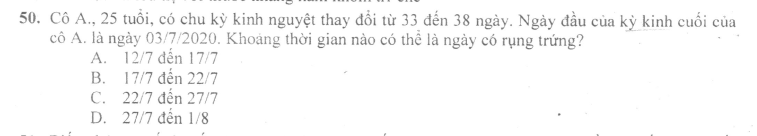 50. Cô A., 25 tuổi, có chu kỳ kinh nguyệt thay đổi từ 33 đến 38 ngày. Ngày đầu của kỳ kinh cuối của
cô A. là ngày 03/7/2020. Khoảng thời gian nào có thể là ngày có rụng trứng?
A. 12/7 đến 17/7
B. 17/7 đến 22/7
C. 22/7 đến 27/7
D. 27/7 đến 1/8